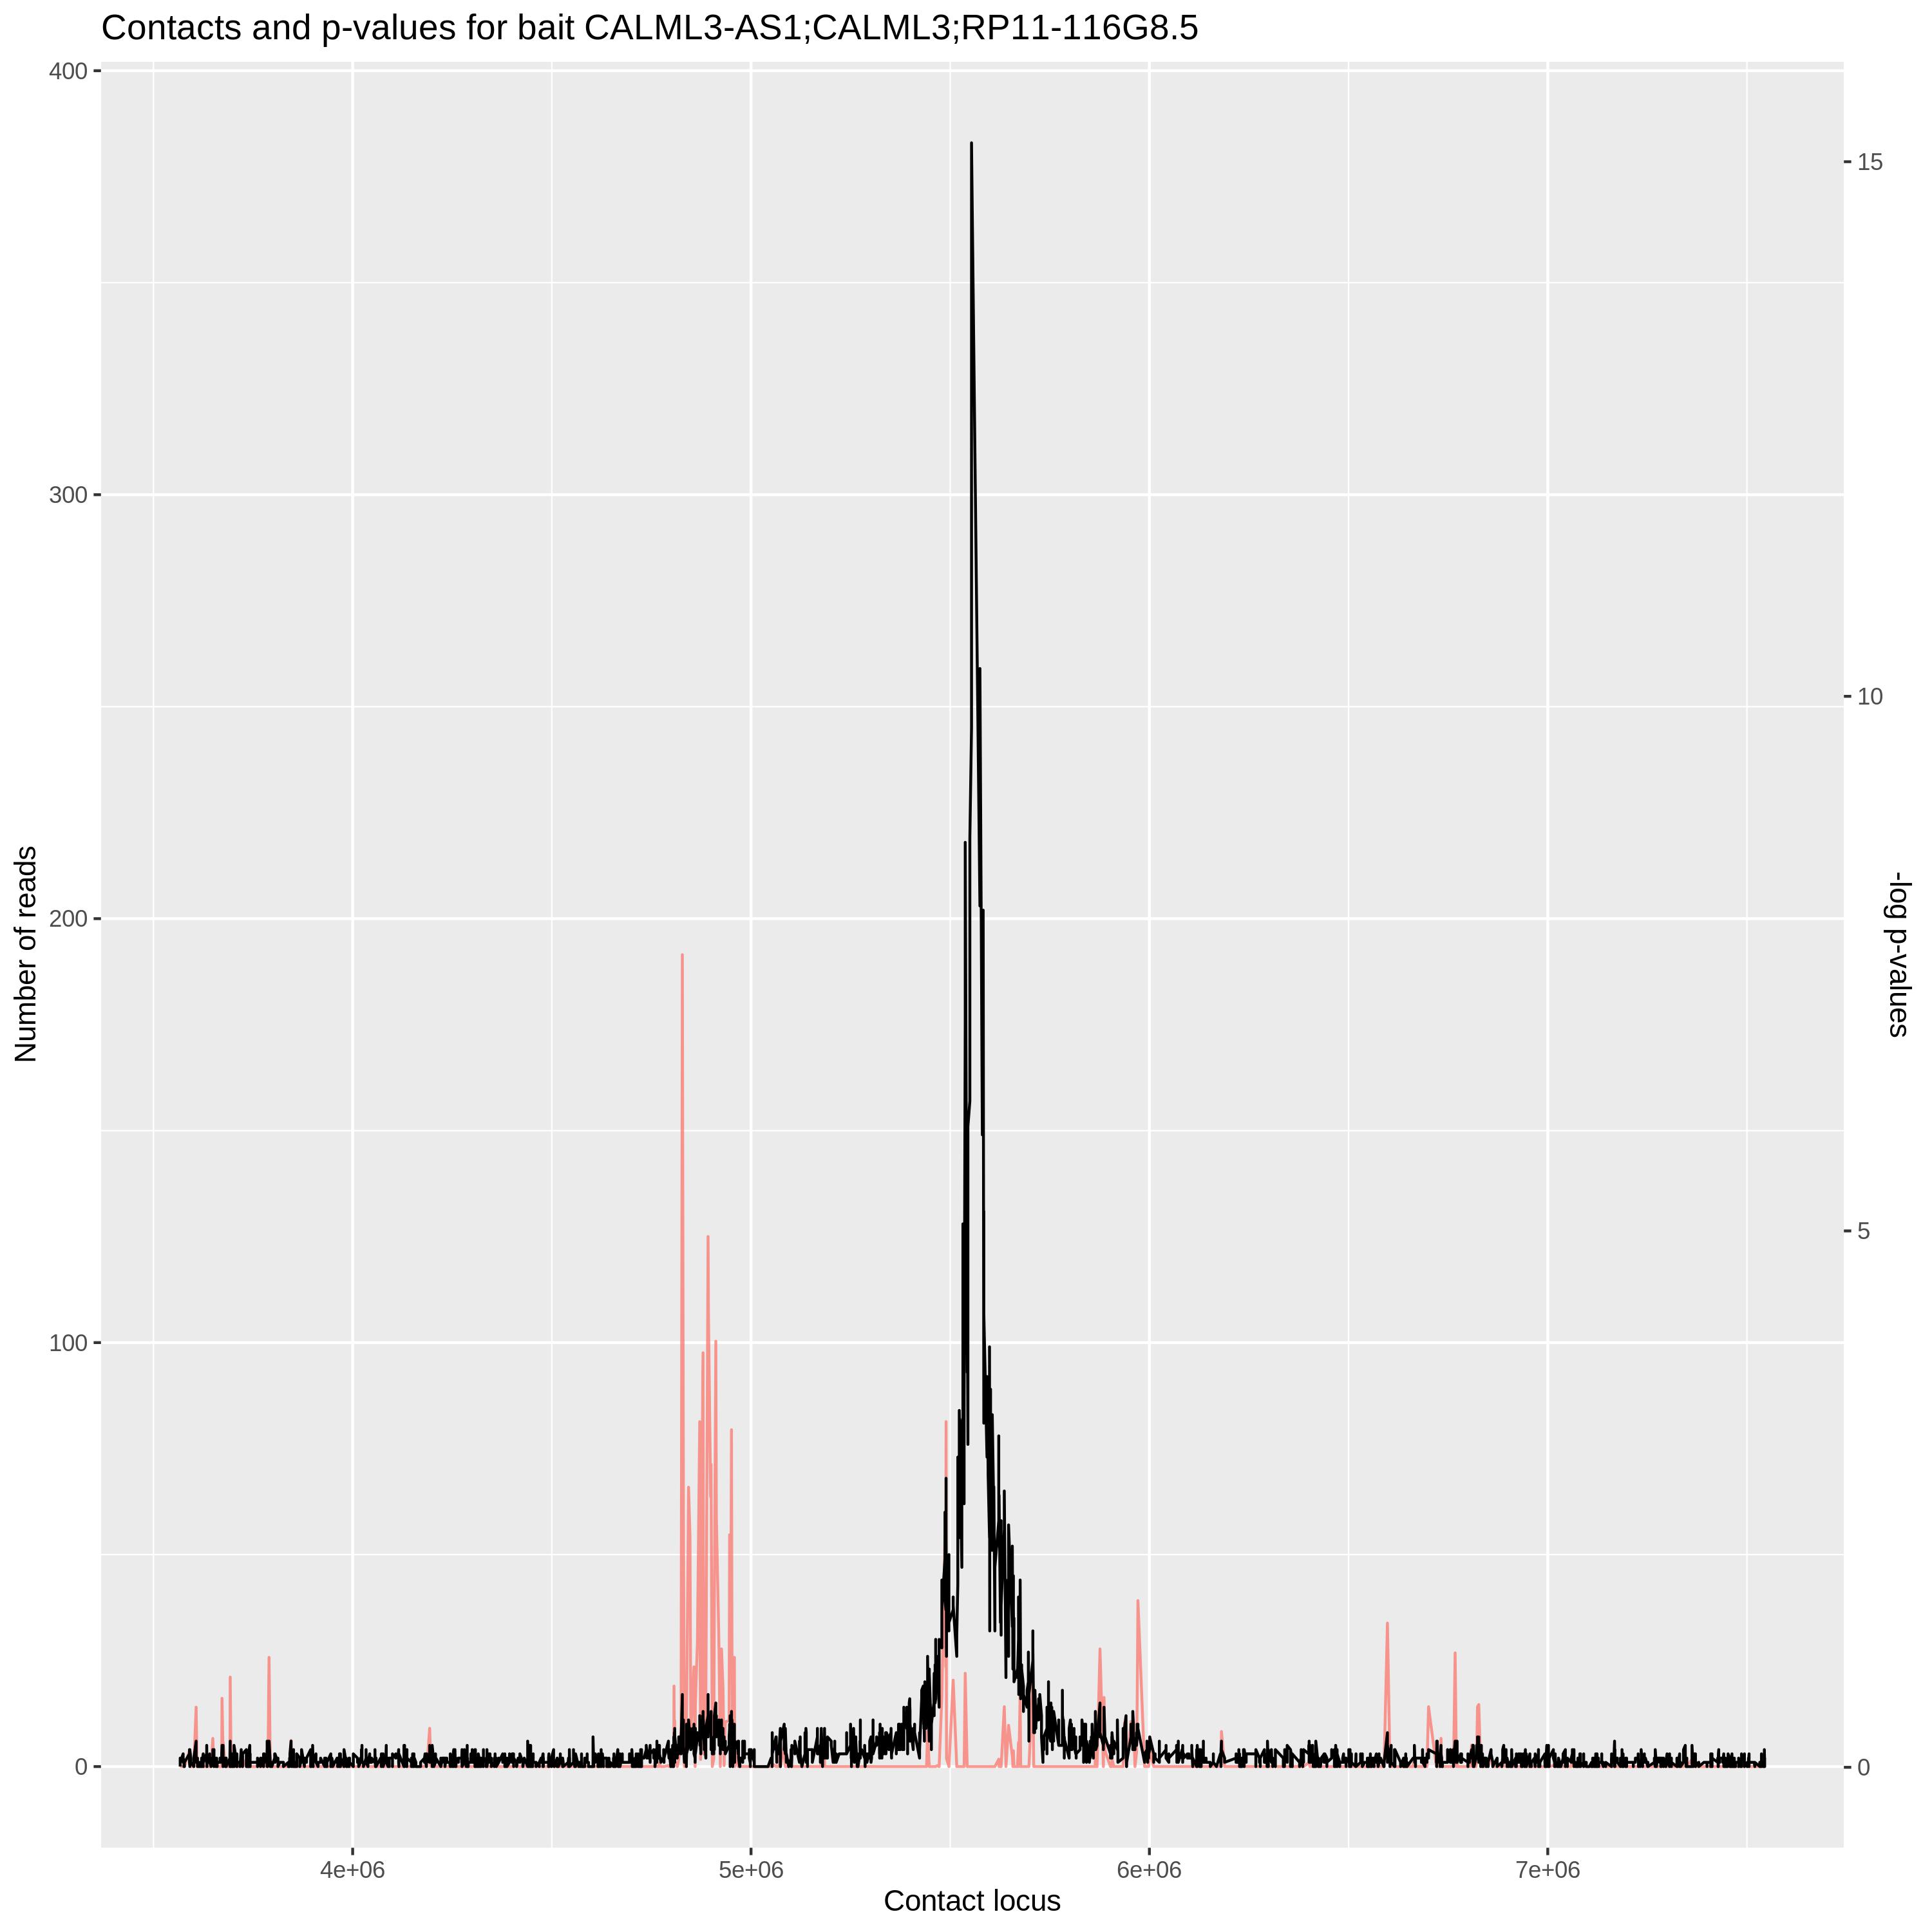 Contacts and p-values for bait CALML3-AS1;CALML3;RP11-116G8.5
400
300
200
100
0
Number of reads
15
10
5
0
-log p-values
4e+06 5e+06 6e+06 7e+06
Contact locus